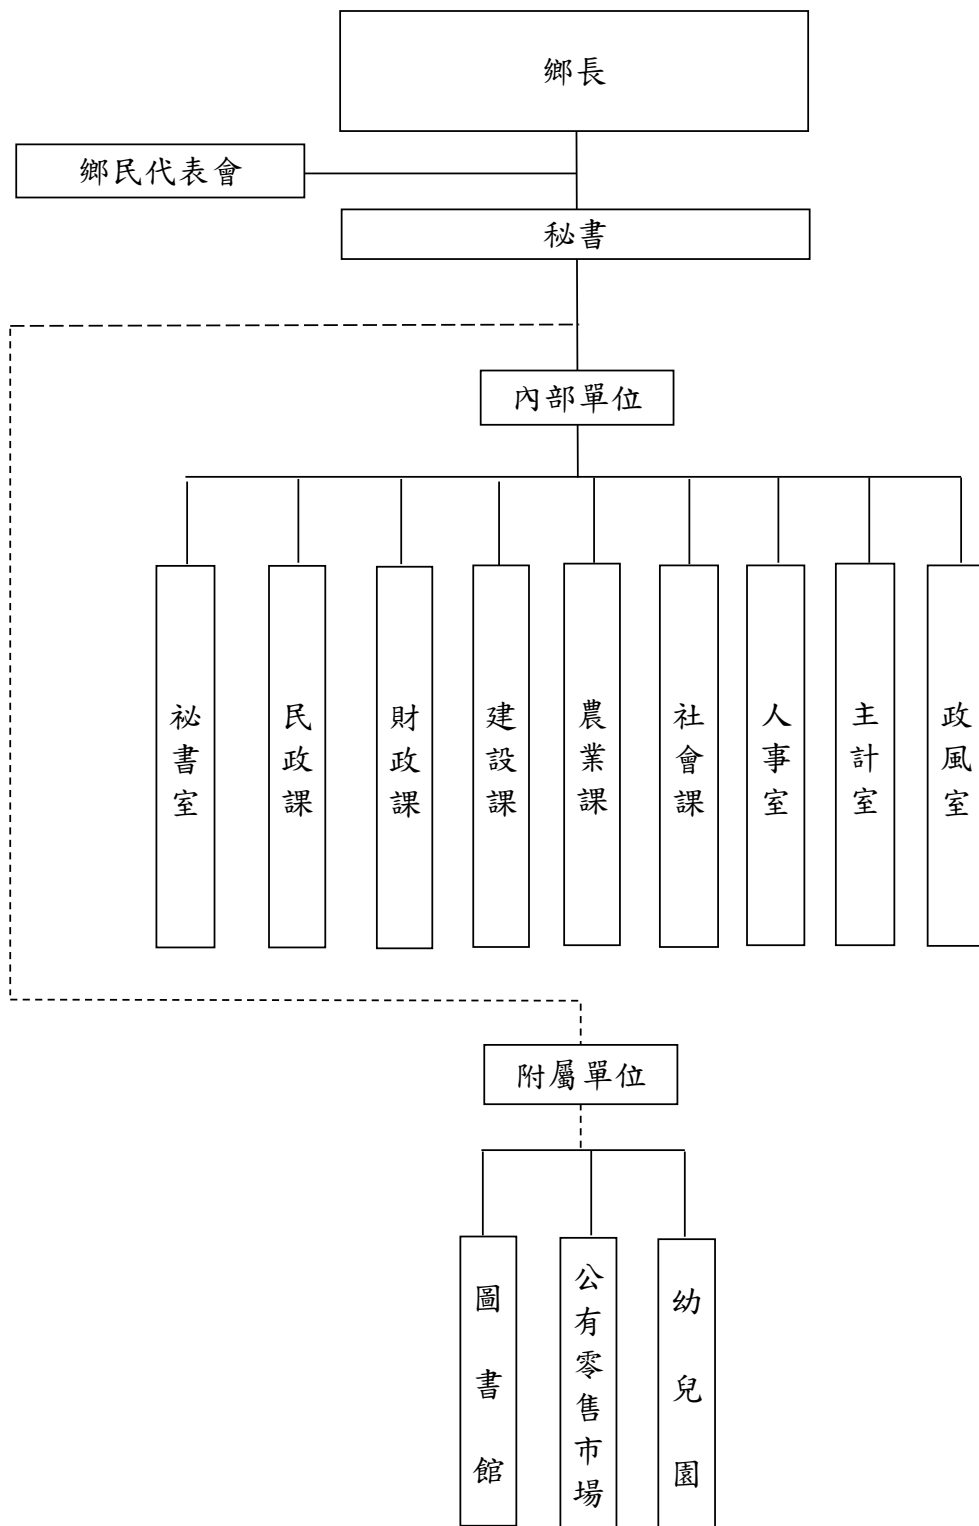 鄉長
鄉民代表會
秘書
內部單位
祕書室
民政課
財政課
建設課
農業課
社會課
人事室
主計室
政風室
附屬單位
圖書館
公有零售市場
幼兒園